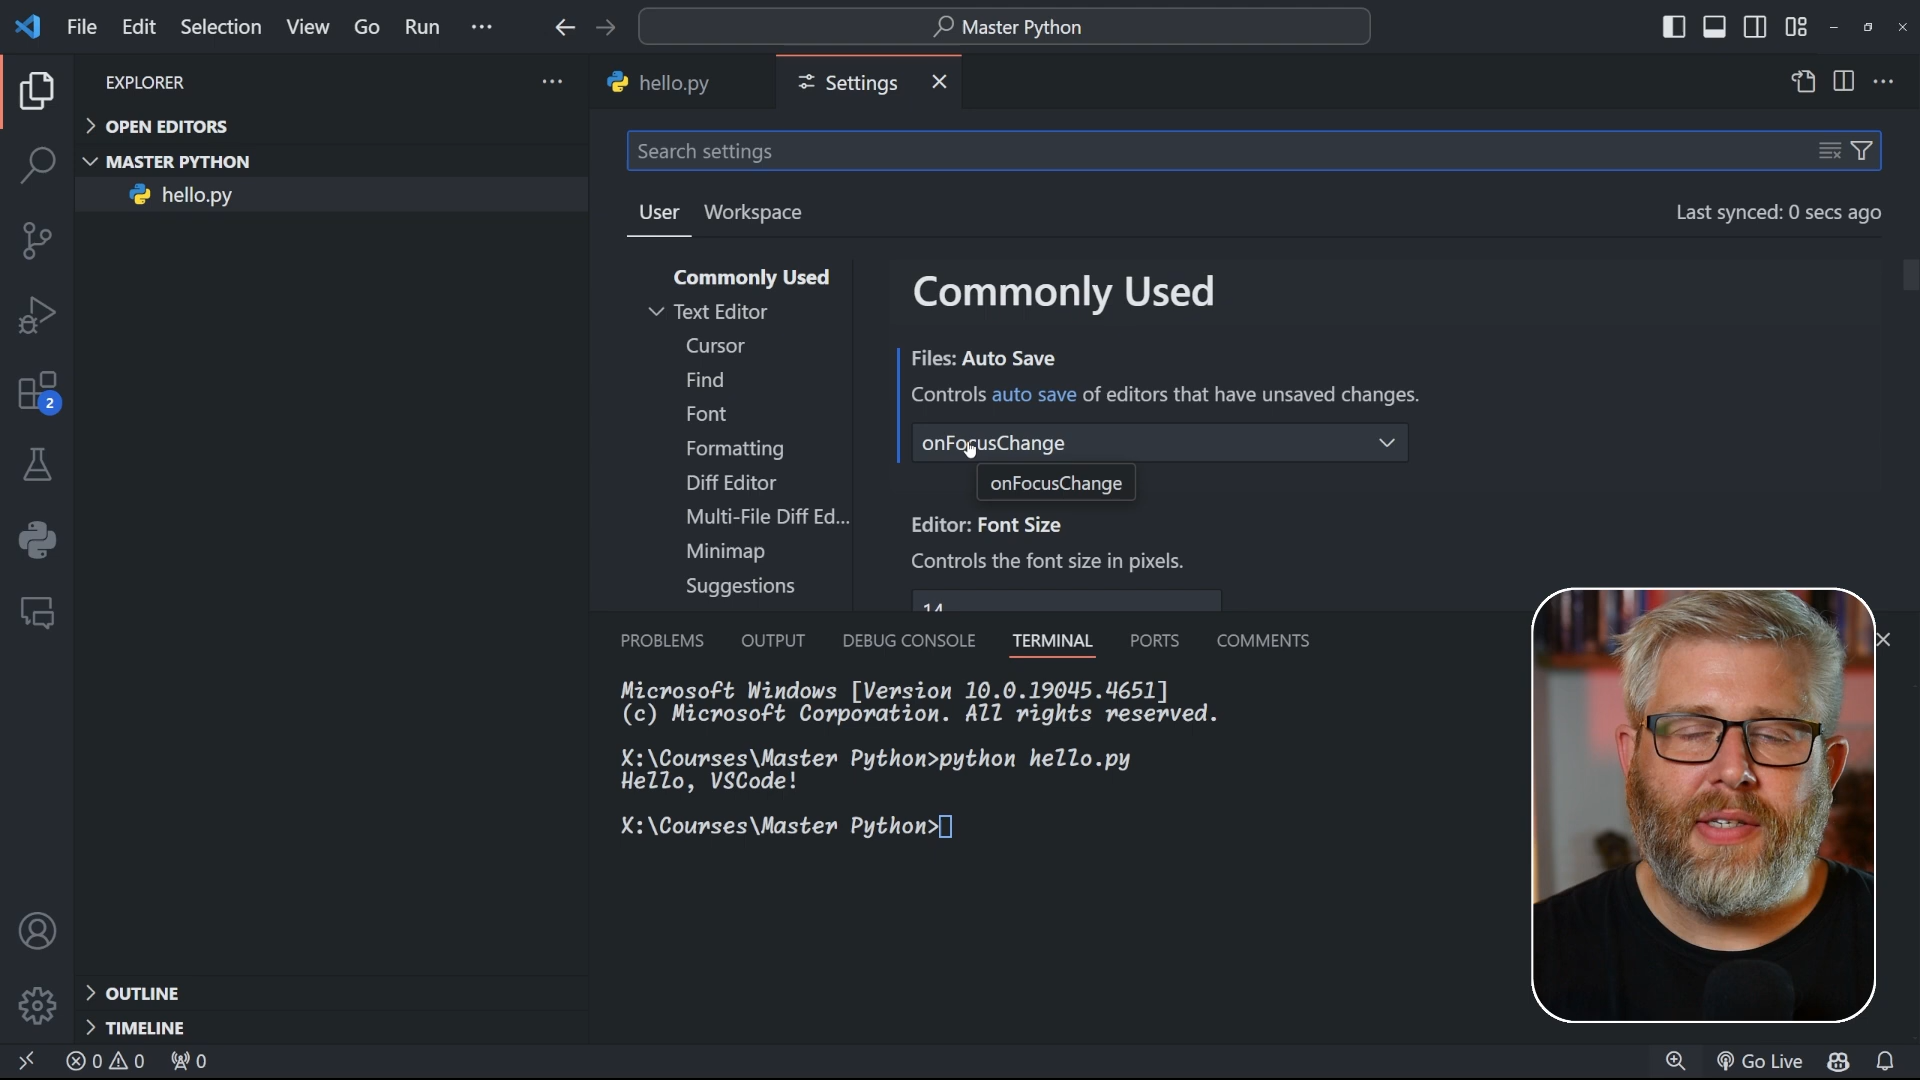 File Edit Selection View Go Run ···
Master Python
EXPLORER
OPEN EDITORS
MASTER PYTHON
hello.py
OUTLINE
TIMELINE
2
hello.py
Settings
Search settings
User Workspace
Last synced: 0 secs ago
Commonly Used
Text Editor
Cursor
Find
Font
Formatting
Diff Editor
Multi-File Diff Ed...
Minimap
Suggestions
Commonly Used
Files: Auto Save
Controls auto save of editors that have unsaved changes.
onFocusChange
onFocusChange
Editor: Font Size
Controls the font size in pixels.
14
PROBLEMS OUTPUT DEBUG CONSOLE TERMINAL PORTS COMMENTS
Microsoft Windows [Version 10.0.19045.4651]
(c) Microsoft Corporation. All rights reserved.
X:\Courses\Master Python>python hello.py
Hello, VSCode!
X:\Courses\Master Python>
0 0 0
Go Live